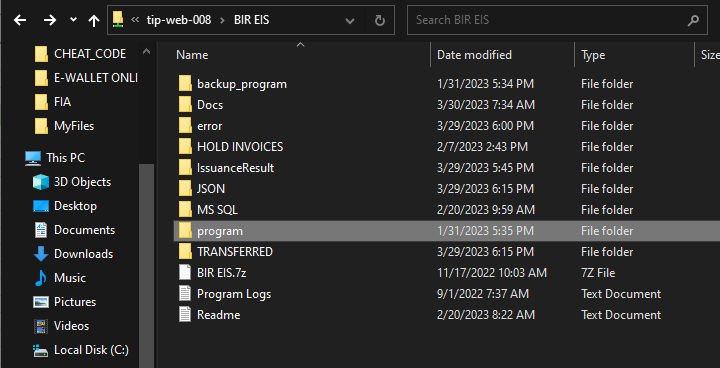 « tip-web-008 › BIR EIS
Search BIR EIS
CHEAT_CODE
E-WALLET ONLI
FIA
MyFiles
This PC
3D Objects
Desktop
Documents
Downloads
Music
Pictures
Videos
Local Disk (C:)
Name Date modified Type Size
backup_program 1/31/2023 5:34 PM File folder
Docs 3/30/2023 7:34 AM File folder
error 3/29/2023 6:00 PM File folder
HOLD INVOICES 2/7/2023 2:43 PM File folder
IssuanceResult 3/29/2023 5:45 PM File folder
JSON 3/29/2023 6:15 PM File folder
MS SQL 2/20/2023 9:59 AM File folder
program 1/31/2023 5:35 PM File folder
TRANSFERRED 3/29/2023 6:15 PM File folder
BIR EIS.7z 11/17/2022 10:03 AM 7Z File
Program Logs 9/1/2022 7:37 AM Text Document
Readme 2/20/2023 8:22 AM Text Document